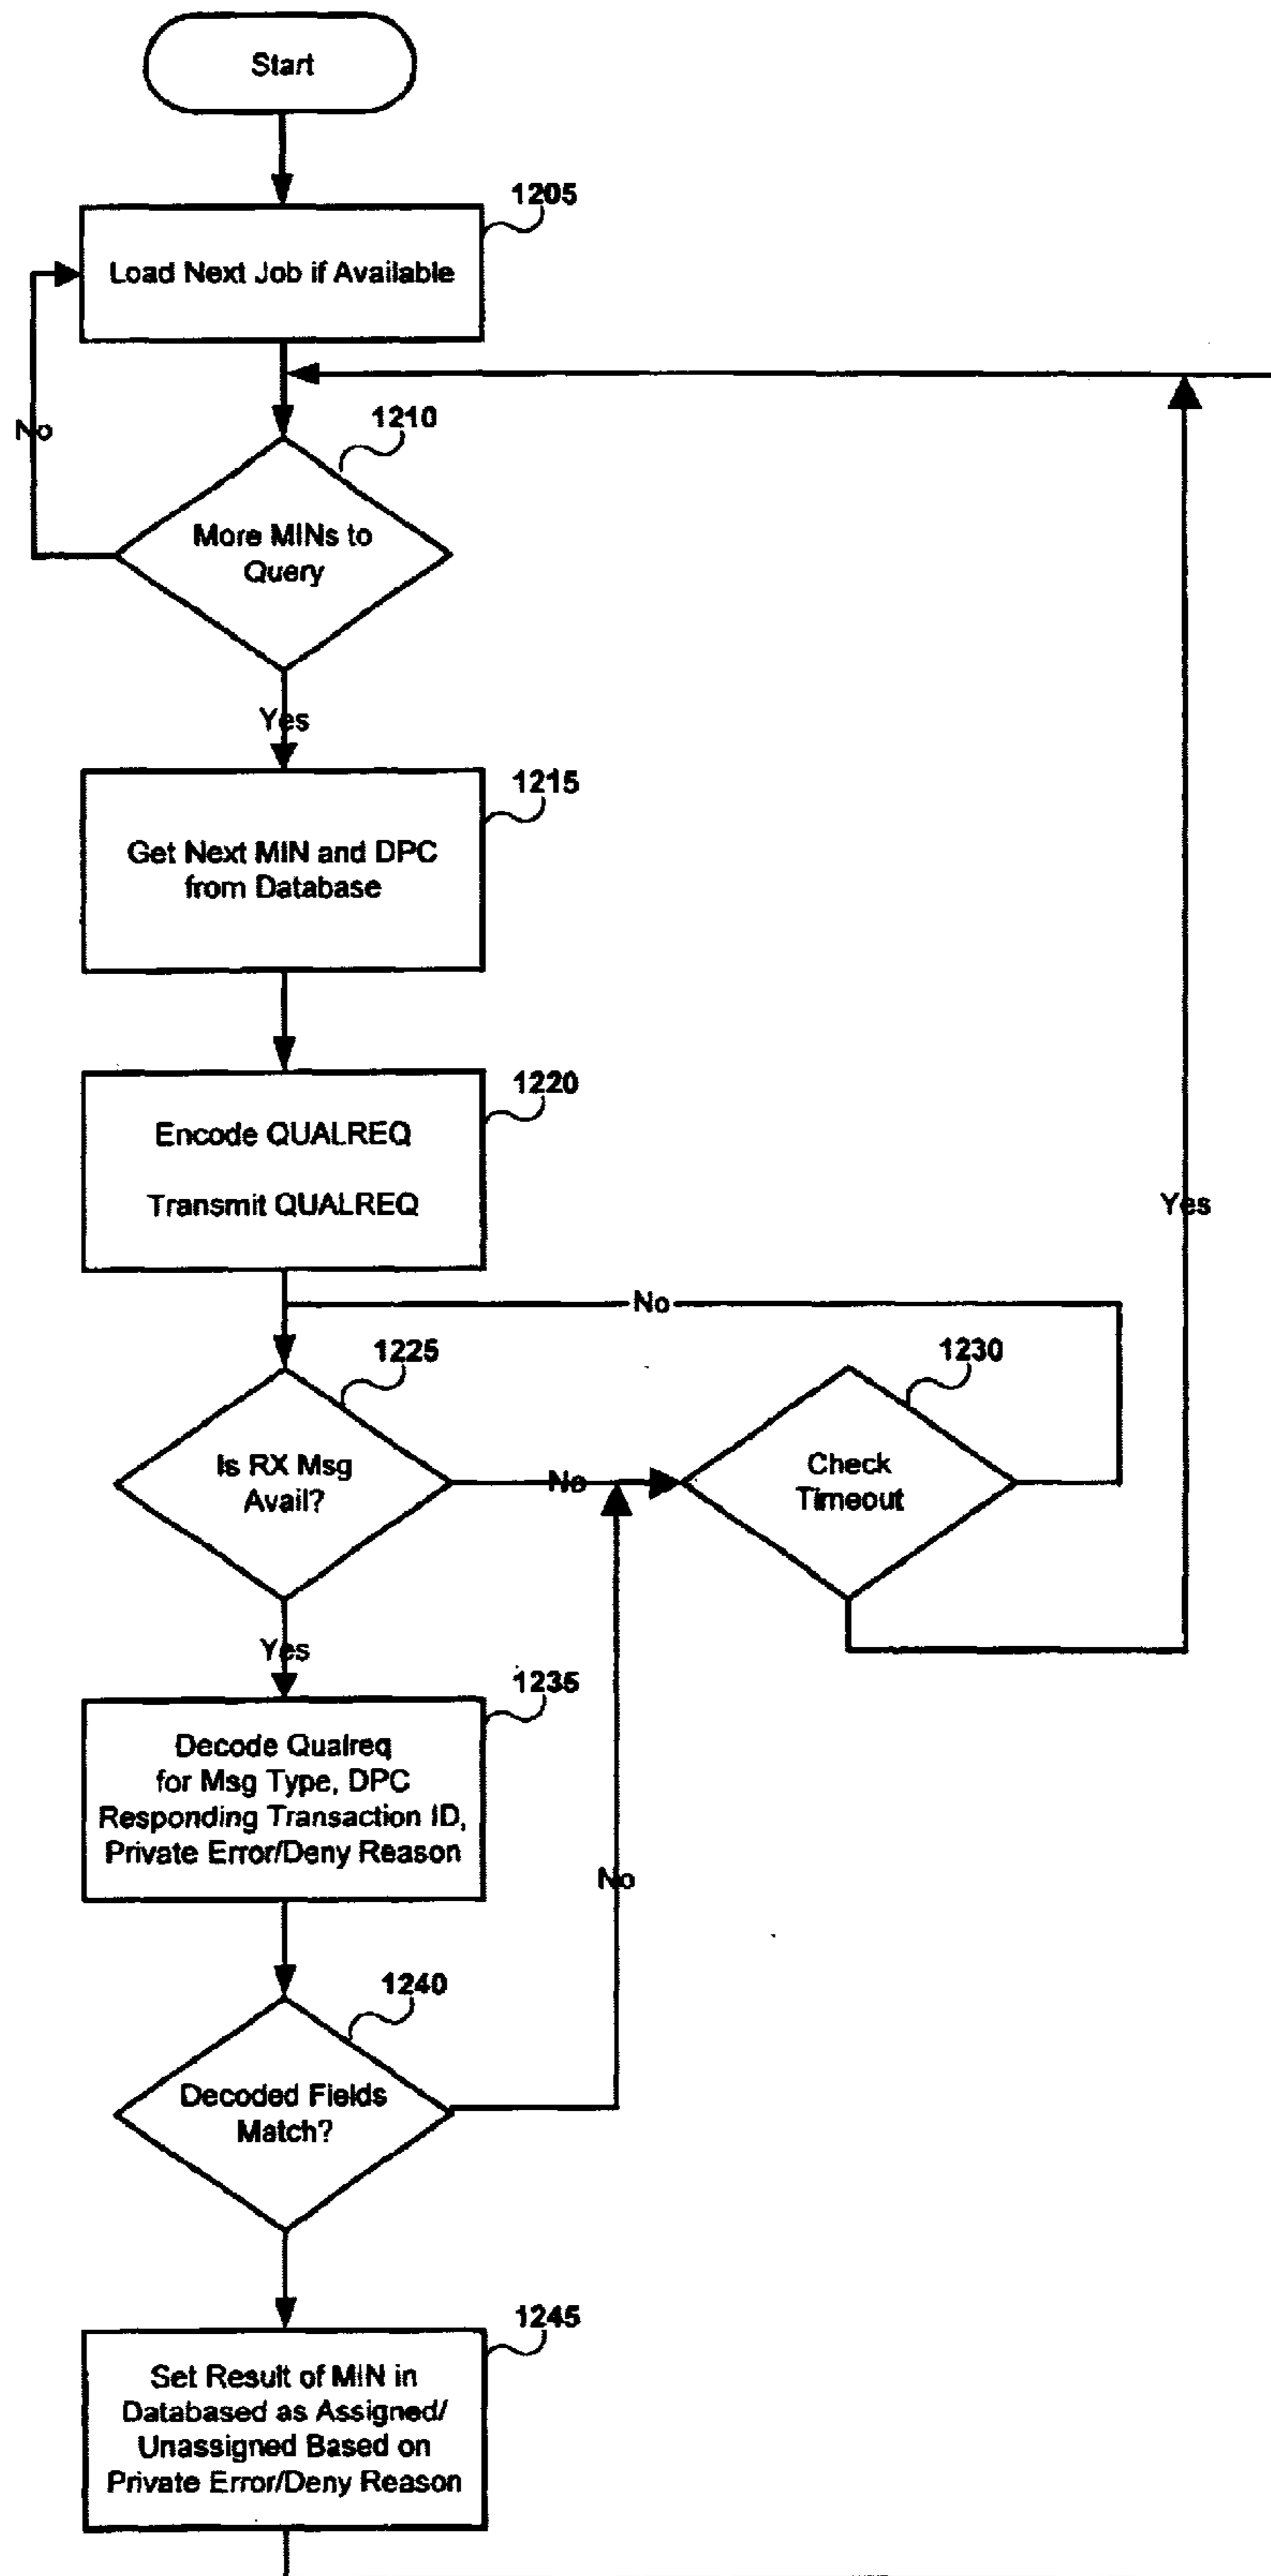 Start
1205
Load Next Job if Available
No
1210
More MINs to
Query
Yes
1215
Get Next MIN and DPC
from Database
1220
Encode QUALREQ
Transmit QUALREQ
Yes
No
1225
1230
Is RX Msg
Avail?
No
Check
Timeout
Yes
1235
Decode Qualreq
for Msg Type, DPC
Responding Transaction ID,
Private Error/Deny Reason
No
1240
Decoded Fields
Match?
1245
Set Result of MIN in
Databased as Assigned/
Unassigned Based on
Private Error/Deny Reason